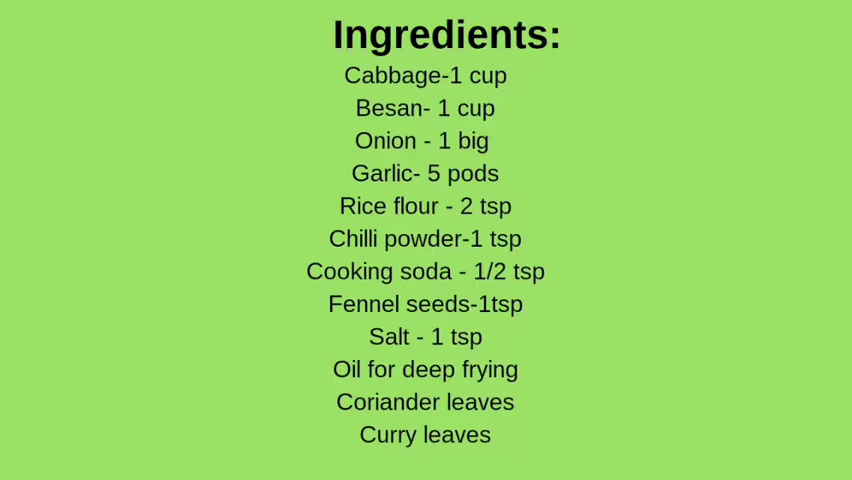 Ingredients:
Cabbage-1 cup
Besan- 1 cup
Onion - 1 big
Garlic- 5 pods
Rice flour - 2 tsp
Chilli powder-1 tsp
Cooking soda - 1/2 tsp
Fennel seeds-1tsp
Salt - 1 tsp
Oil for deep frying
Coriander leaves
Curry leaves